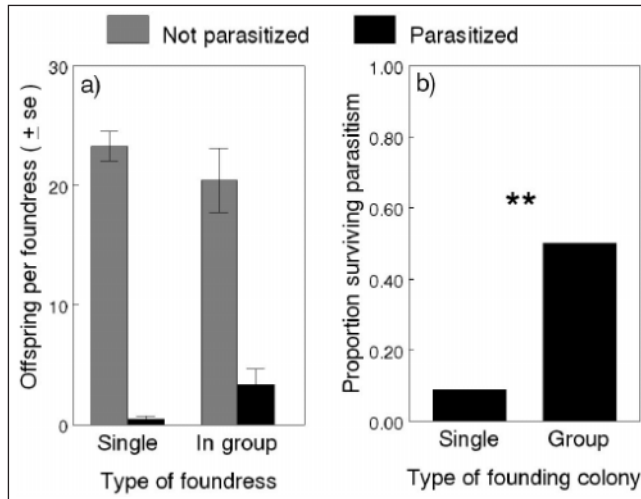 Not parasitized
Parasitized
a)
Offspring per foundress ( ± se )
30
20
10
0
Single
In group
Type of foundress
b)
Proportion surviving parasitism
1.00
0.80
0.60
0.40
0.20
0.00
**
Single
Group
Type of founding colony